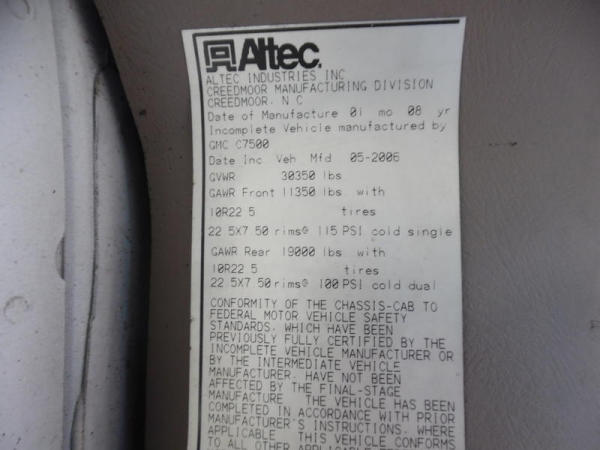 Altec.
ALTEC INDUSTRIES INC
CREEDMOOR MANUFACTURING DIVISION
CREEDMOOR. N C
Date of Manufacture 01 mo 08 yr
Incomplete Vehicle manufactured by
GMC C7500
Date Inc Veh Mfd 05-2006
GVWR 30350 lbs
GAWR Front 11350 lbs with
10R22 5 tires
22.5X7.50 rims@ 115 PSI cold single
GAWR Rear 19000 lbs with
10R22 5 tires
22 5X7 50 rims@ 100 PSI cold dual
CONFORMITY OF THE CHASSIS-CAB TO
FEDERAL MOTOR VEHICLE SAFETY
STANDARDS, WHICH HAVE BEEN
PREVIOUSLY FULLY CERTIFIED BY THE
INCOMPLETE VEHICLE MANUFACTURER OR
BY THE INTERMEDIATE VEHICLE
MANUFACTURER, HAVE NOT BEEN
AFFECTED BY THE FINAL-STAGE
MANUFACTURE THE VEHICLE HAS BEEN
COMPLETED IN ACCORDANCE WITH PRIOR
MANUFACTURER'S INSTRUCTIONS, WHERE
APPLICABLE THIS VEHICLE CONFORMS
TO ALL OTHER APPLICABLE